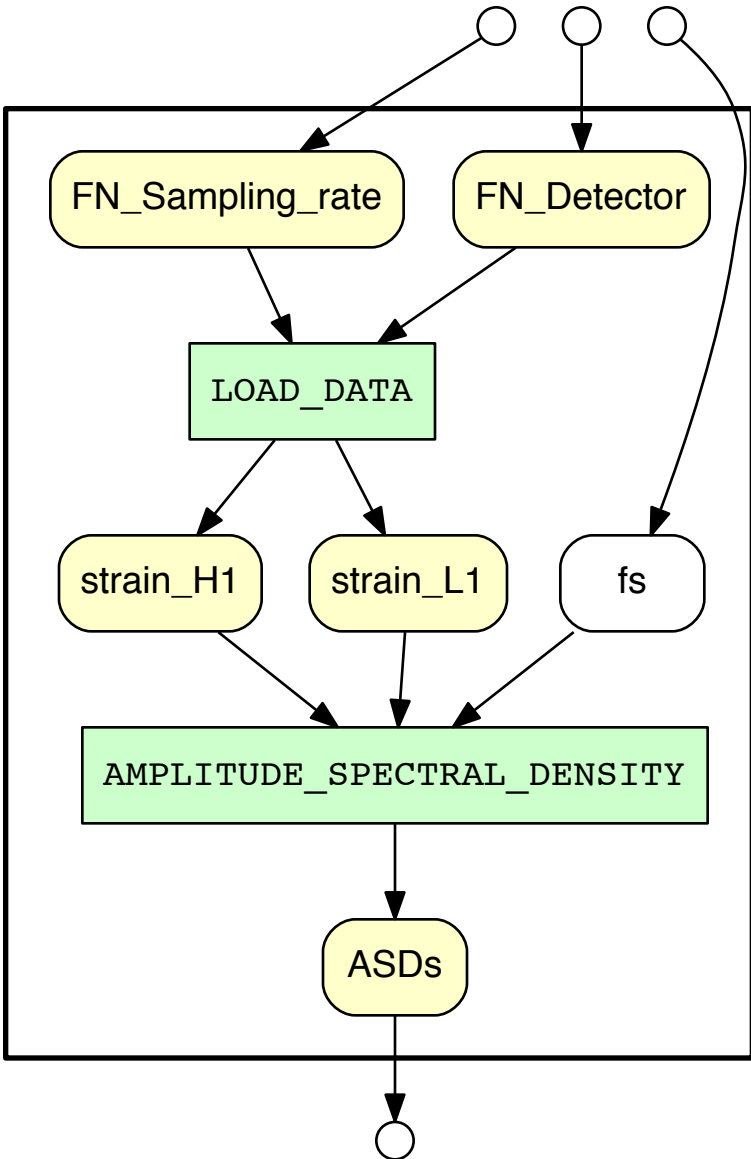 FN_Sampling_rate
FN_Detector
LOAD_DATA
strain_H1
strain_L1
fs
AMPLITUDE_SPECTRAL_DENSITY
ASDs